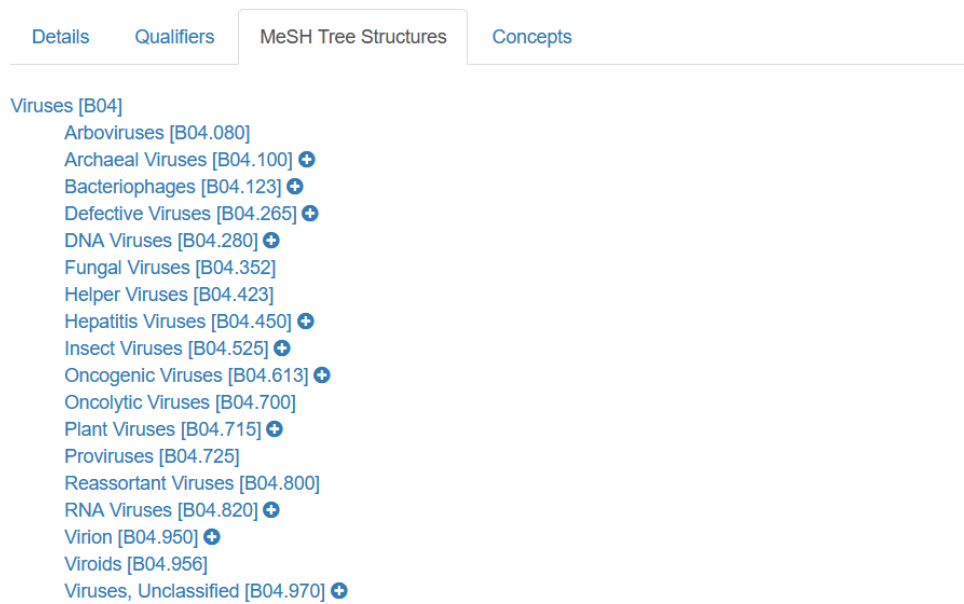 Details Qualifiers MeSH Tree Structures Concepts
Viruses [B04]
Arboviruses [B04.080]
Archaeal Viruses [B04.100]
Bacteriophages [B04.123]
Defective Viruses [B04.265]
DNA Viruses [B04.280]
Fungal Viruses [B04.352]
Helper Viruses [B04.423]
Hepatitis Viruses [B04.450]
Insect Viruses [B04.525]
Oncogenic Viruses [B04.613]
Oncolytic Viruses [B04.700]
Plant Viruses [B04.715]
Proviruses [B04.725]
Reassortant Viruses [B04.800]
RNA Viruses [B04.820]
Virion [B04.950]
Viroids [B04.956]
Viruses, Unclassified [B04.970]